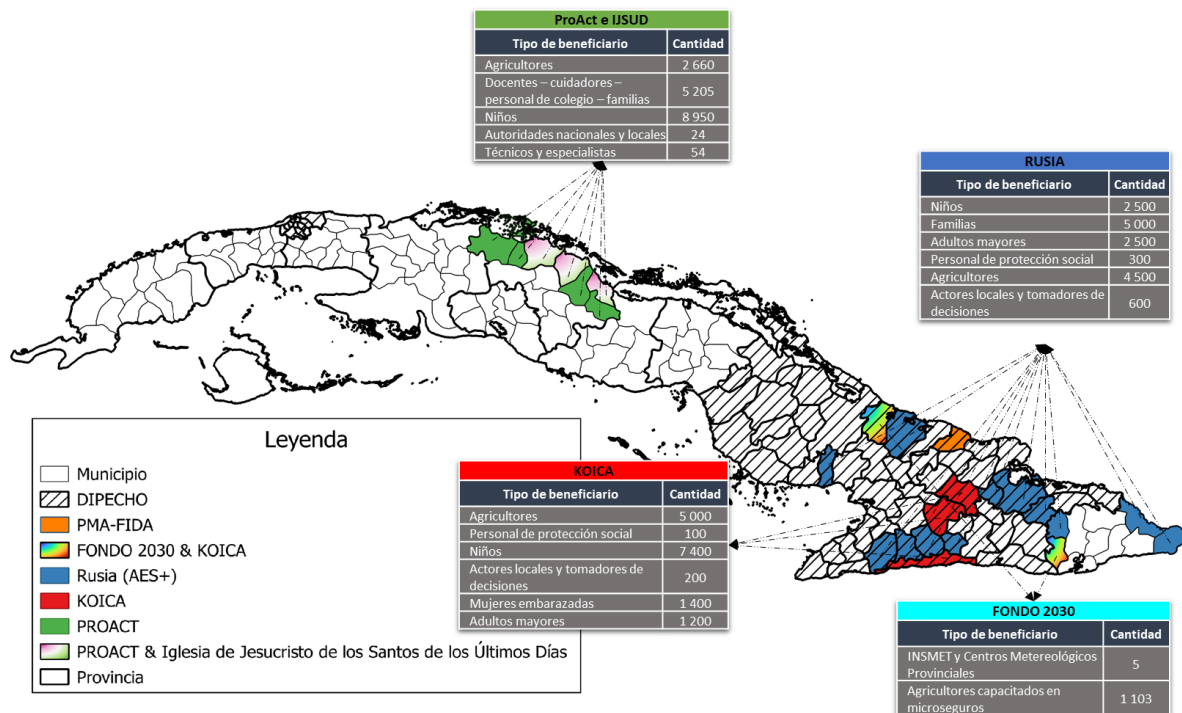 ProAct e IJSUD
Tipo de beneficiario Cantidad
Agricultores 2 660
Docentes – cuidadores –
personal de colegio – familias 5 205
Niños 8 950
Autoridades nacionales y locales 24
Técnicos y especialistas 54
RUSIA
Tipo de beneficiario Cantidad
Niños 2 500
Familias 5 000
Adultos mayores 2 500
Personal de protección social 300
Agricultores 4 500
Actores locales y tomadores de
decisiones 600
Leyenda
Municipio
DIPECHO
PMA-FIDA
FONDO 2030 & KOICA
Rusia (AES+)
KOICA
PROACT
PROACT & Iglesia de Jesucristo de los Santos de los Últimos Días
Provincia
KOICA
Tipo de beneficiario Cantidad
Agricultores 5 000
Personal de protección social 100
Niños 7 400
Actores locales y tomadores de
decisiones 200
Mujeres embarazadas 1 400
Adultos mayores 1 200
FONDO 2030
Tipo de beneficiario Cantidad
INSMET y Centros Metereológicos
Provinciales 5
Agricultores capacitados en
microseguros 1 103